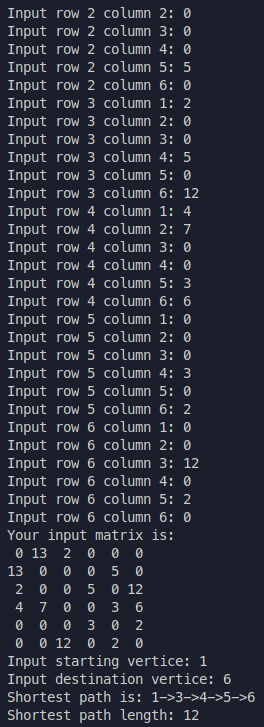 Input row 2 column 2: 0
Input row 2 column 3: 0
Input row 2 column 4: 0
Input row 2 column 5: 5
Input row 2 column 6: 0
Input row 3 column 1: 2
Input row 3 column 2: 0
Input row 3 column 3: 0
Input row 3 column 4: 5
Input row 3 column 5: 0
Input row 3 column 6: 12
Input row 4 column 1: 4
Input row 4 column 2: 7
Input row 4 column 3: 0
Input row 4 column 4: 0
Input row 4 column 5: 3
Input row 4 column 6: 6
Input row 5 column 1: 0
Input row 5 column 2: 0
Input row 5 column 3: 0
Input row 5 column 4: 3
Input row 5 column 5: 0
Input row 5 column 6: 2
Input row 6 column 1: 0
Input row 6 column 2: 0
Input row 6 column 3: 12
Input row 6 column 4: 0
Input row 6 column 5: 2
Input row 6 column 6: 0
Your input matrix is:
 0 13  2  0  0  0
13  0  0  0  5  0
 2  0  0  5  0 12
 4  7  0  0  3  6
 0  0  0  3  0  2
 0  0 12  0  2  0
Input starting vertice: 1
Input destination vertice: 6
Shortest path is: 1->3->4->5->6
Shortest path length: 12